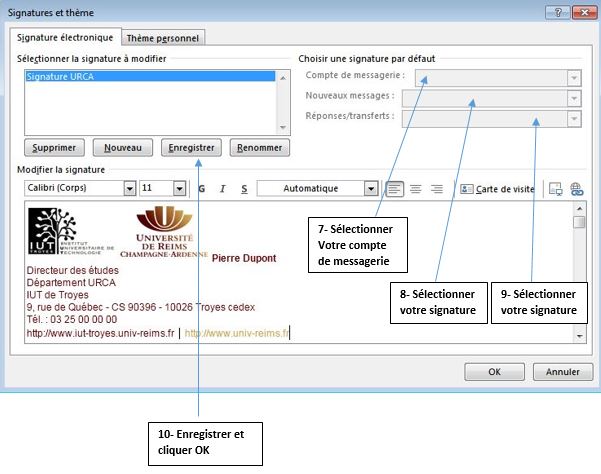 Signatures et thème
? ×
Signature électronique Thème personnel
Sélectionner la signature à modifier
Choisir une signature par défaut
Signature URCA
Compte de messagerie :
Nouveaux messages :
Réponses/transferts :
Supprimer Nouveau Enregistrer Renommer
Modifier la signature
Calibri (Corps) 11 G I S Automatique Carte de visite
IUT
TROYES
INSTITUT
UNIVERSITAIRE DE
TECHNOLOGIE
UNIVERSITÉ
DE REIMS
CHAMPAGNE-ARDENNE
Pierre Dupont
Directeur des études
Département URCA
IUT de Troyes
9, rue de Québec - CS 90396 - 10026 Troyes cedex
Tél. : 03 25 00 00 00
http://www.iut-troyes.univ-reims.fr | http://www.univ-reims.fr
7- Sélectionner
Votre compte
de messagerie
8- Sélectionner
votre signature
9- Sélectionner
votre signature
OK Annuler
10- Enregistrer et
cliquer OK